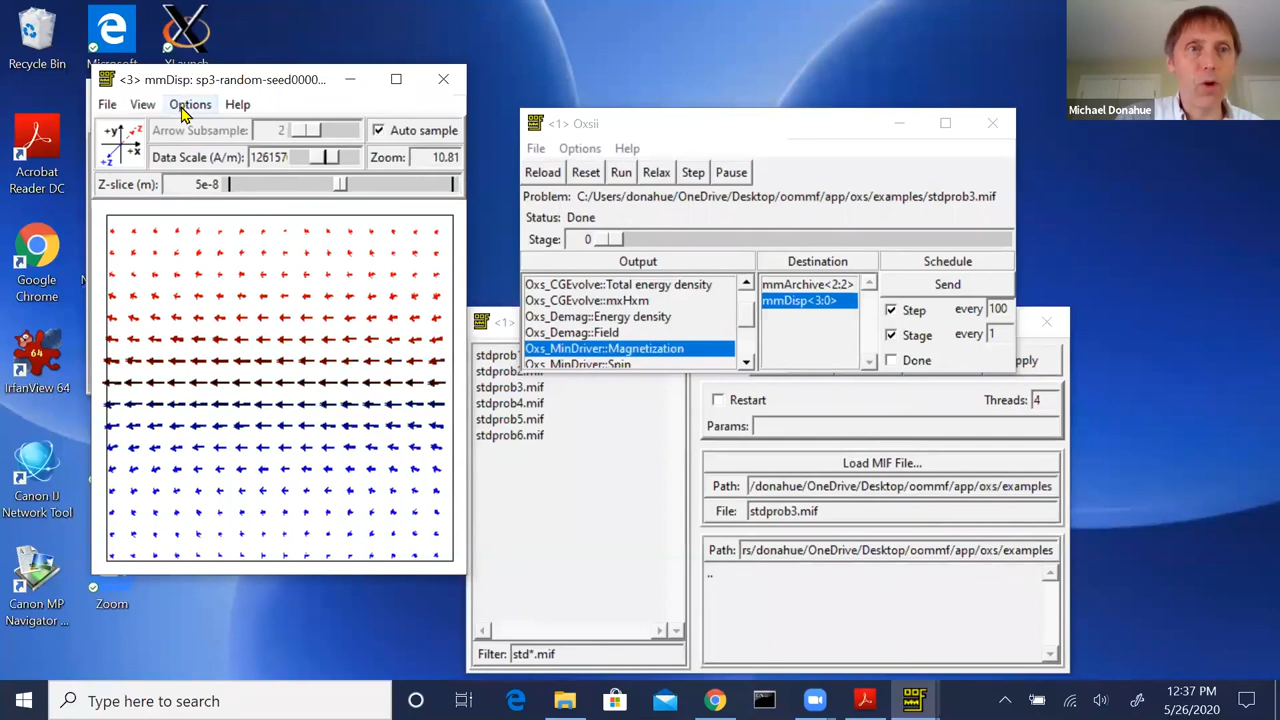 Recycle Bin
Microsoft
XLaunch
Acrobat
Reader DC
Google
Chrome
IrfanView 64
Canon IJ
Network Tool
Canon MP
Navigator ...
Zoom
<3> mmDisp: sp3-random-seed0000...
File View Options Help
+y -z
+x
+z
Arrow Subsample: 2 Auto sample
Data Scale (A/m): 126157 Zoom: 10.81
Z-slice (m): 5e-8
<1> Oxsii
File Options Help
Reload Reset Run Relax Step Pause
Problem: C:/Users/donahue/OneDrive/Desktop/oommf/app/oxs/examples/stdprob3.mif
Status: Done
Stage: 0
Output Destination Schedule
Oxs_CGEvolve::Total energy density
Oxs_CGEvolve::mxHxm
Oxs_Demag::Energy density
Oxs_Demag::Field
Oxs_MinDriver::Magnetization
Oxs_MinDriver::Spin
mmArchive<2:2>
mmDisp<3:0>
Send
Step every 100
Stage every 1
Done
<1>
stdprob
stdprob2.mif
stdprob3.mif
stdprob4.mif
stdprob5.mif
stdprob6.mif
Filter: std*.mif
pply
Restart Threads: 4
Params:
Load MIF File...
Path: /donahue/OneDrive/Desktop/oommf/app/oxs/examples
File: stdprob3.mif
Path: rs/donahue/OneDrive/Desktop/oommf/app/oxs/examples
..
Michael Donahue
Type here to search
12:37 PM
5/26/2020